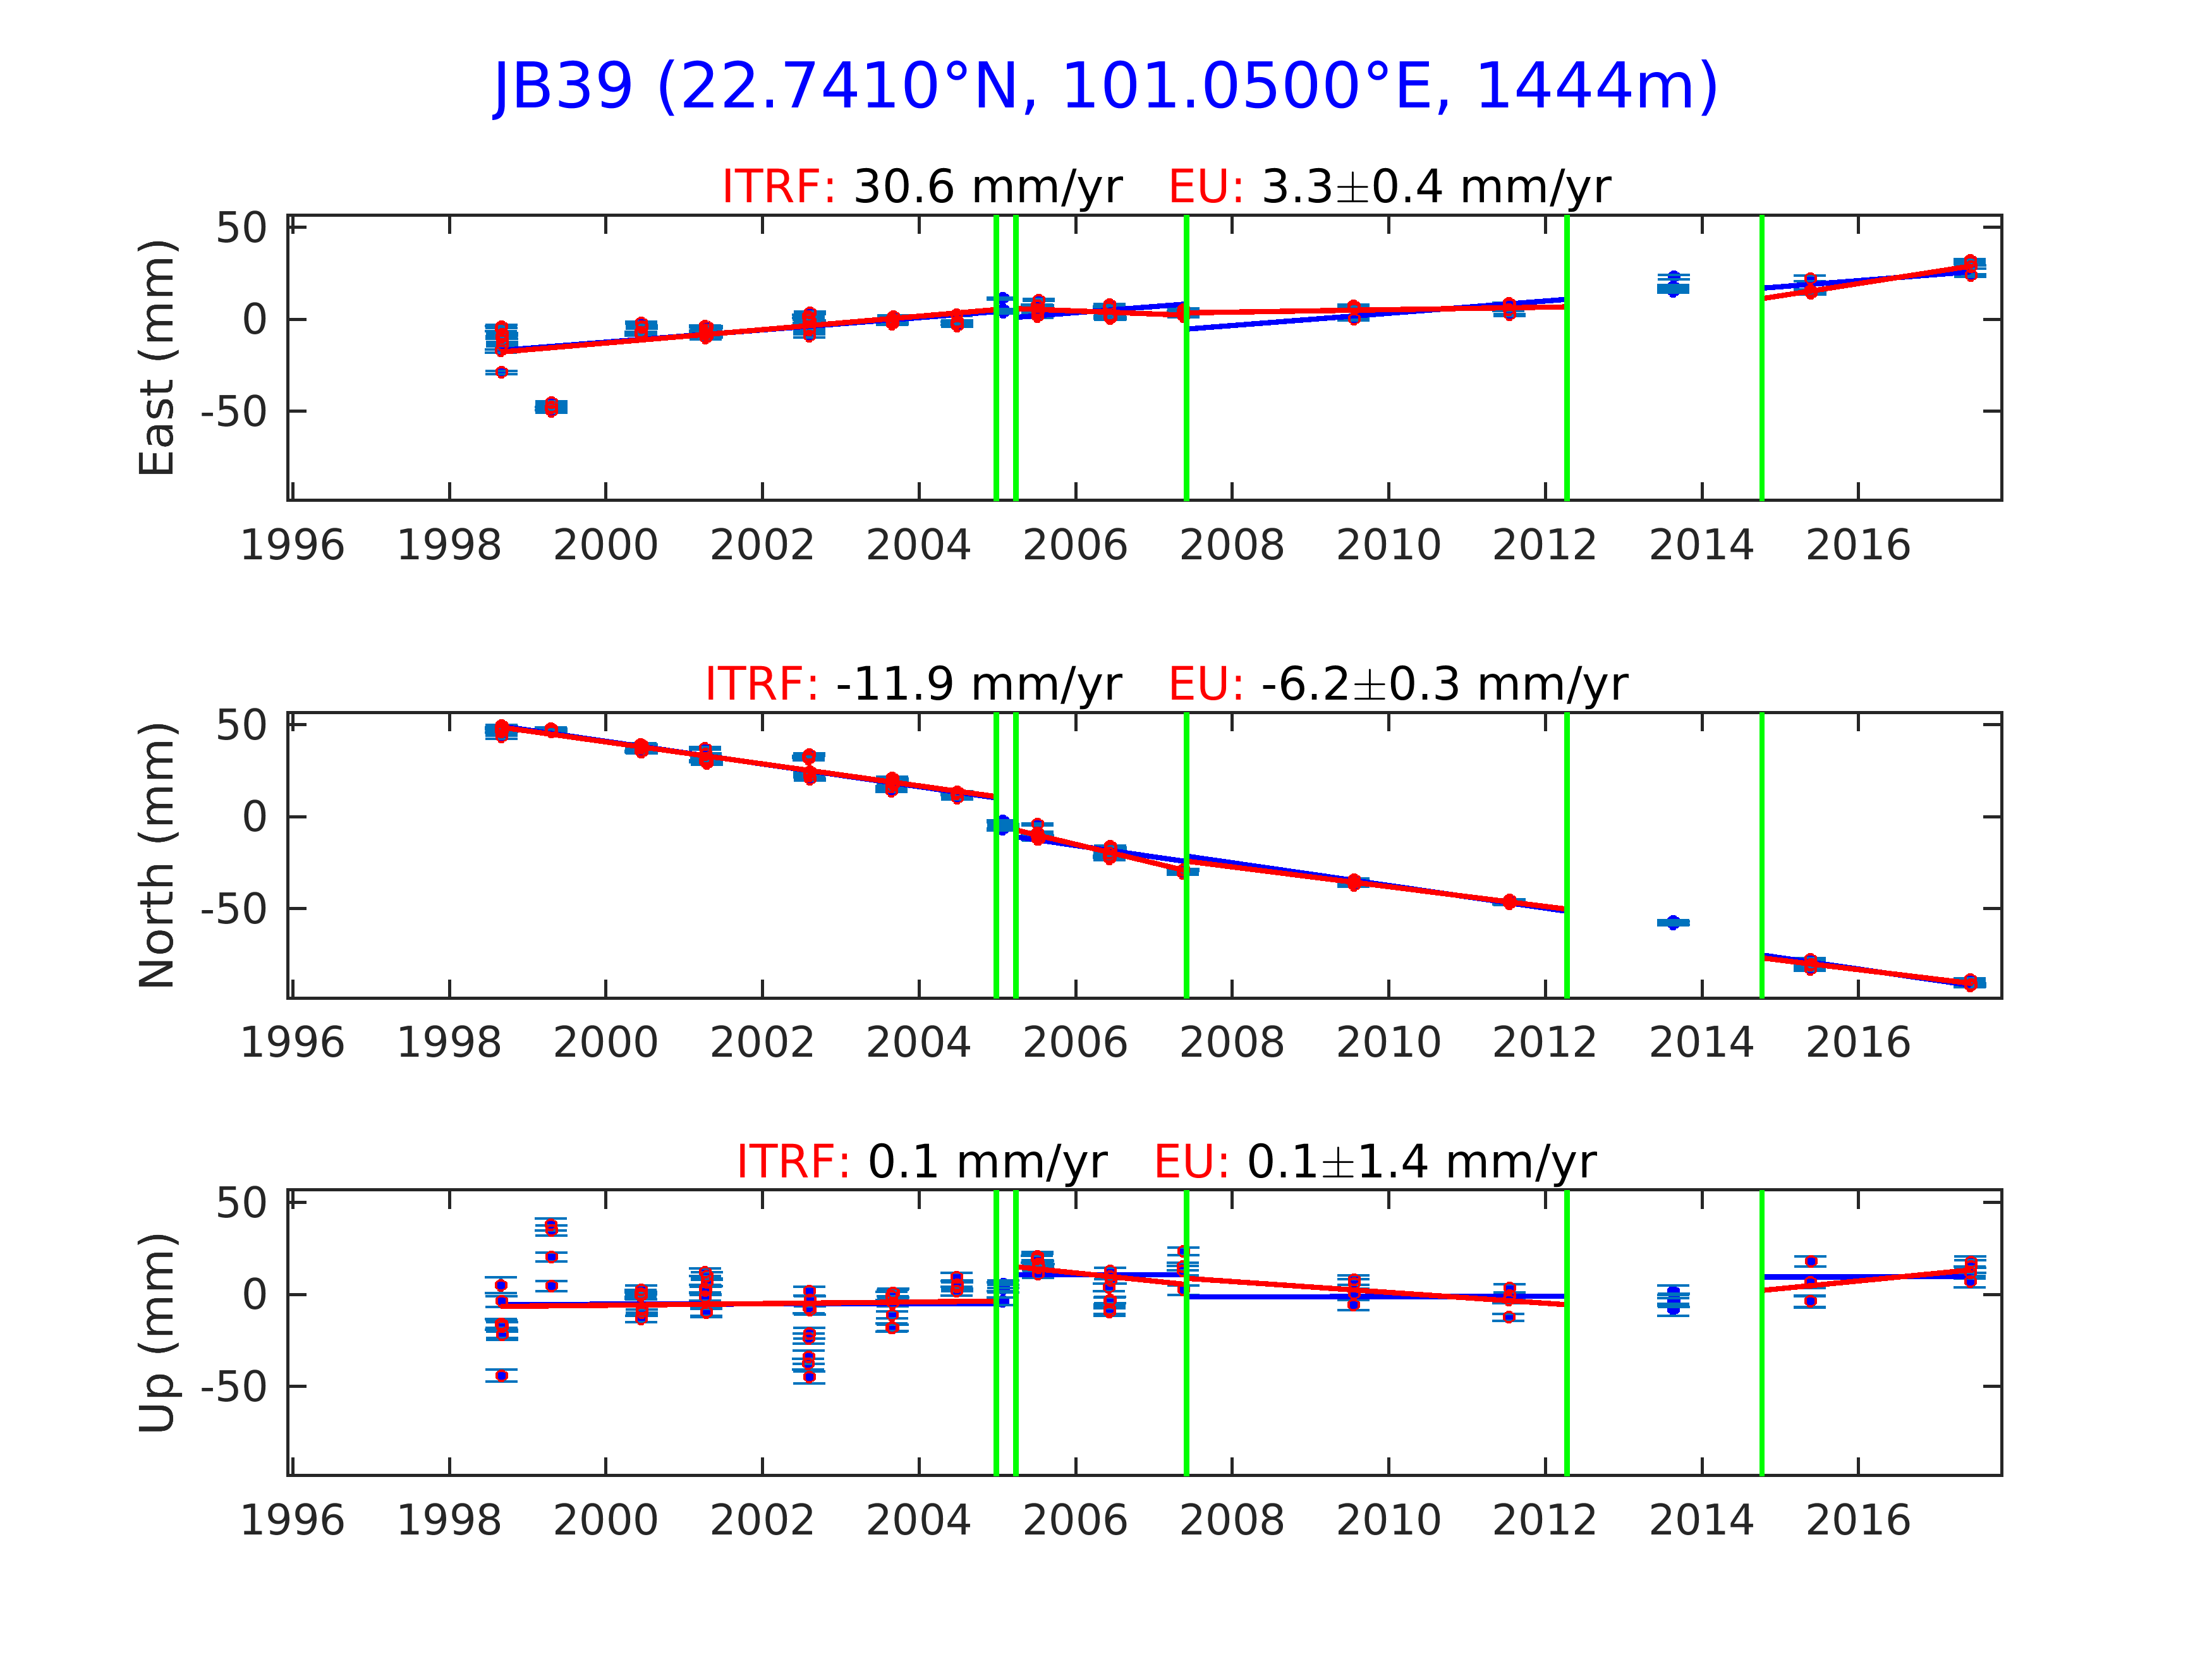 JB39 (22.7410°N, 101.0500°E, 1444m)
ITRF: 30.6 mm/yr EU: 3.3±0.4 mm/yr
East (mm)
50
0
-50
1996 1998 2000 2002 2004 2006 2008 2010 2012 2014 2016
ITRF: -11.9 mm/yr EU: -6.2±0.3 mm/yr
North (mm)
50
0
-50
1996 1998 2000 2002 2004 2006 2008 2010 2012 2014 2016
ITRF: 0.1 mm/yr EU: 0.1±1.4 mm/yr
Up (mm)
50
0
-50
1996 1998 2000 2002 2004 2006 2008 2010 2012 2014 2016